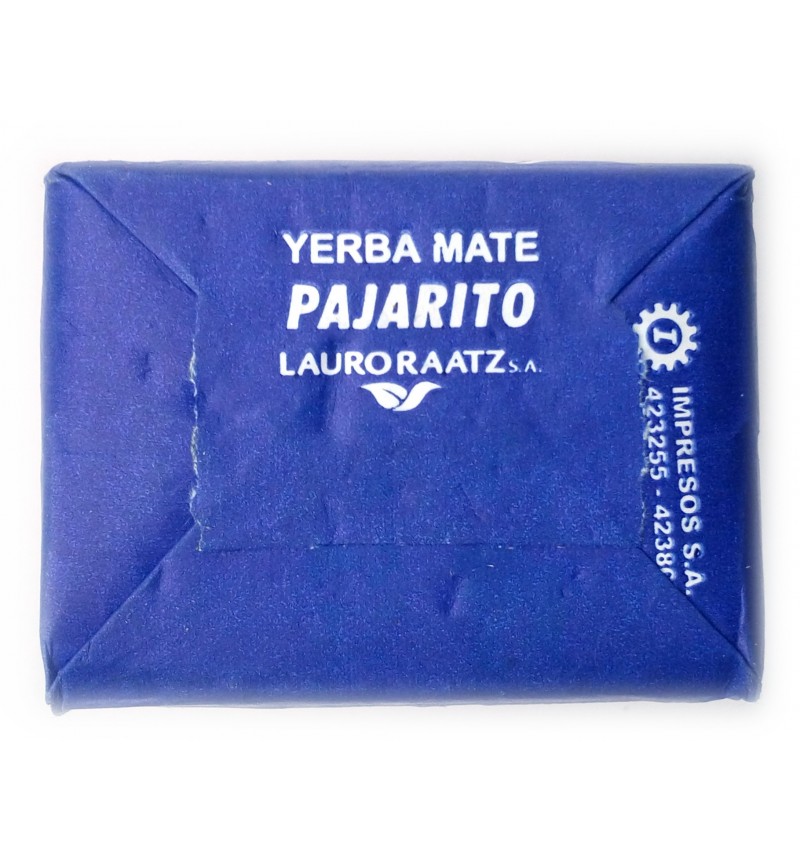 YERBA MATE
PAJARITO
LAURO RAATZ S.A.
I
IMPRESOS S.A.
423255 - 4238